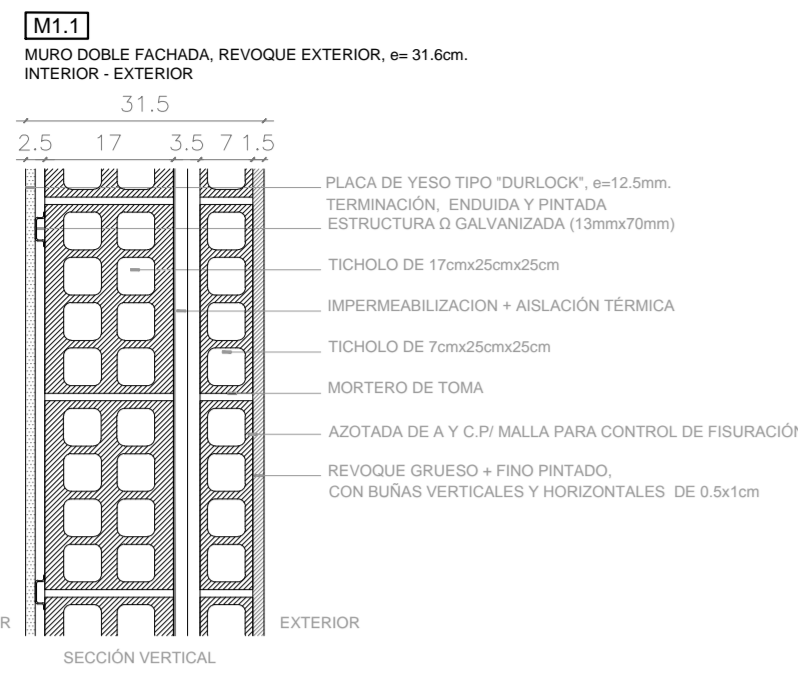 M1.1
MURO DOBLE FACHADA, REVOQUE EXTERIOR, e= 31.6cm.
INTERIOR - EXTERIOR
31.5
2.5 17 3.5 7 1.5
PLACA DE YESO TIPO "DURLOCK", e=12.5mm.
TERMINACIÓN, ENDUIDA Y PINTADA
ESTRUCTURA Ω GALVANIZADA (13mmx70mm)
TICHOLO DE 17cmx25cmx25cm
IMPERMEABILIZACION + AISLACIÓN TÉRMICA
TICHOLO DE 7cmx25cmx25cm
MORTERO DE TOMA
AZOTADA DE A Y C.P/ MALLA PARA CONTROL DE FISURACIÓN
REVOQUE GRUESO + FINO PINTADO,
CON BUÑAS VERTICALES Y HORIZONTALES DE 0.5x1cm
R EXTERIOR
SECCIÓN VERTICAL